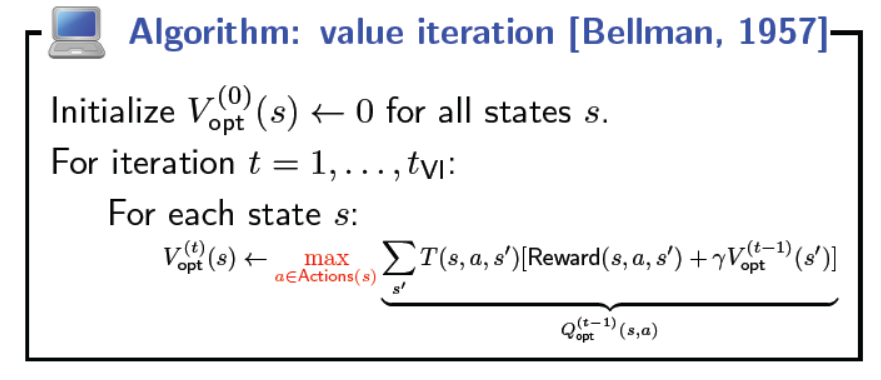 Algorithm: value iteration [Bellman, 1957]
Initialize $V_{\text{opt}}^{(0)}(s) \leftarrow 0$ for all states $s$.
For iteration $t = 1, \ldots, t_{\text{VI}}$:
For each state $s$:
$V_{\text{opt}}^{(t)}(s) \leftarrow \max_{a \in \text{Actions}(s)} \underbrace{\sum_{s'} T(s, a, s')[\text{Reward}(s, a, s') + \gamma V_{\text{opt}}^{(t-1)}(s')]}_{Q_{\text{opt}}^{(t-1)}(s,a)}$